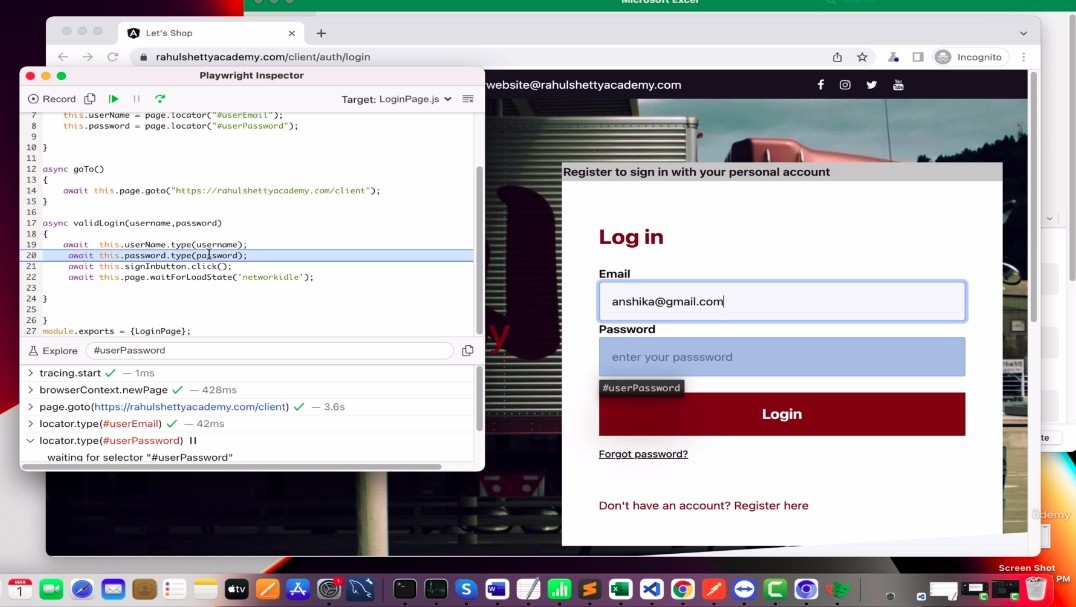 Microsoft Excel
Let's Shop
rahulshettyacademy.com/client/auth/login
Incognito
Playwright Inspector
website@rahulshettyacademy.com
Record
Target: LoginPage.js
7 this.userName = page.locator("#userEmail");
8 this.password = page.locator("#userPassword");
9
10 }
11
12 async goTo()
13 {
14 await this.page.goto("https://rahulshettyacademy.com/client");
15 }
16
17 async validLogin(username,password)
18 {
19 await this.userName.type(username);
20 await this.password.type(password);
21 await this.signInbutton.click();
22 await this.page.waitForLoadState('networkidle');
23
24 }
25
26 }
27 module.exports = {LoginPage};
Explore
#userPassword
tracing.start — 1ms
browserContext.newPage — 428ms
page.goto(https://rahulshettyacademy.com/client) — 3.6s
locator.type(#userEmail) — 42ms
locator.type(#userPassword)
waiting for selector "#userPassword"
Register to sign in with your personal account
Log in
Email
anshika@gmail.com
Password
enter your passsword
#userPassword
Login
Forgot password?
Don't have an account? Register here
y
te
Screen Shot
MAR
1
tv